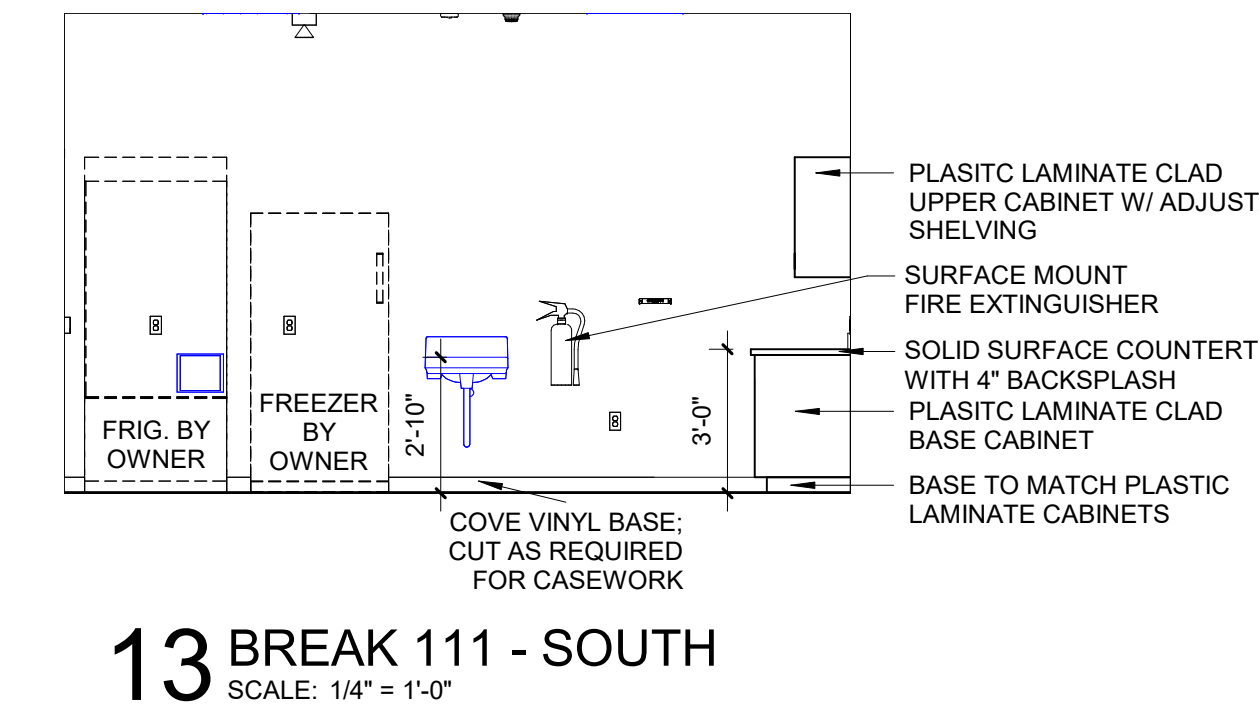 PLASITC LAMINATE CLAD
UPPER CABINET W/ ADJUST
SHELVING
SURFACE MOUNT
FIRE EXTINGUISHER
SOLID SURFACE COUNTERT
WITH 4" BACKSPLASH
PLASITC LAMINATE CLAD
BASE CABINET
BASE TO MATCH PLASTIC
LAMINATE CABINETS
FRIG. BY
OWNER
FREEZER
BY
OWNER
2'-10"
3'-0"
COVE VINYL BASE;
CUT AS REQUIRED
FOR CASEWORK
13 BREAK 111 - SOUTH
SCALE: 1/4" = 1'-0"